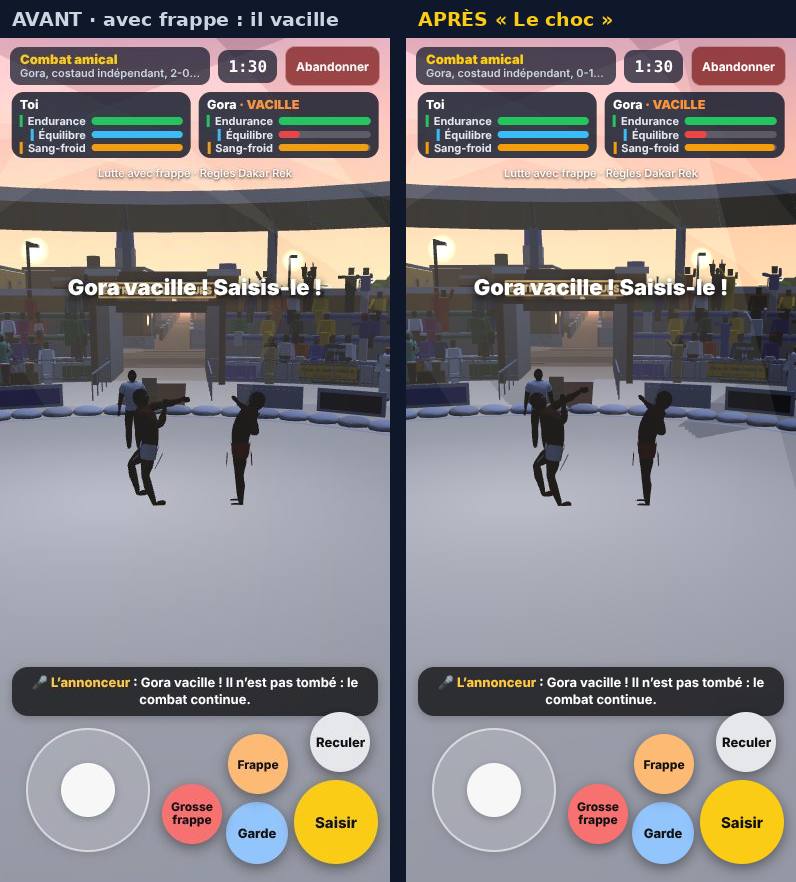 AVANT · avec frappe : il vacille
Combat amical
Gora, costaud indépendant, 2-0...
1:30
Abandonner
Toi
Endurance
Équilibre
Sang-froid
Gora · VACILLE
Endurance
Équilibre
Sang-froid
Lutte avec frappe · Règles Dakar Rek
Gora vacille ! Saisis-le !
🎤 L’annonceur : Gora vacille ! Il n’est pas tombé : le
combat continue.
Reculer
Frappe
Grosse
frappe
Garde
Saisir
APRÈS « Le choc »
Combat amical
Gora, costaud indépendant, 0-1...
1:30
Abandonner
Toi
Endurance
Équilibre
Sang-froid
Gora · VACILLE
Endurance
Équilibre
Sang-froid
Lutte avec frappe · Règles Dakar Rek
Gora vacille ! Saisis-le !
🎤 L’annonceur : Gora vacille ! Il n’est pas tombé : le
combat continue.
Reculer
Frappe
Grosse
frappe
Garde
Saisir